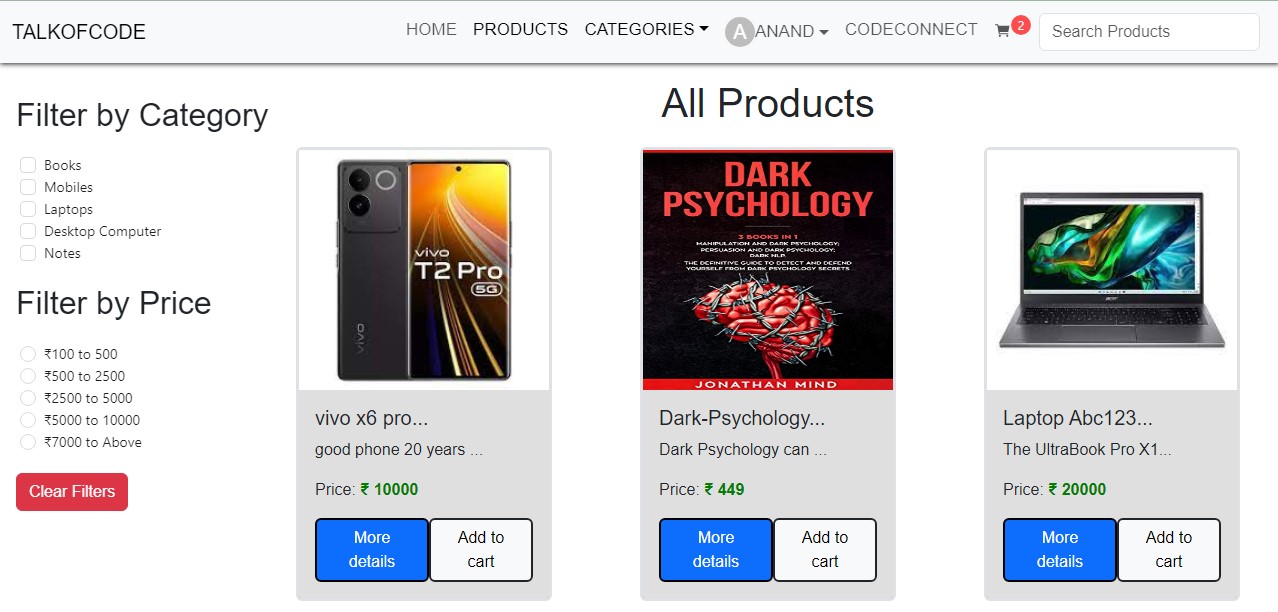 TALKOFCODE
HOME PRODUCTS CATEGORIES A ANAND CODECONNECT 2 Search Products
Filter by Category
Books
Mobiles
Laptops
Desktop Computer
Notes
Filter by Price
₹100 to 500
₹500 to 2500
₹2500 to 5000
₹5000 to 10000
₹7000 to Above
Clear Filters
All Products
vivo
T2 Pro
5G
vivo
vivo x6 pro...
good phone 20 years ...
Price: ₹ 10000
More details
Add to cart
DARK
PSYCHOLOGY
3 BOOKS IN 1
MANIPULATION AND DARK PSYCHOLOGY;
PERSUASION AND DARK PSYCHOLOGY;
DARK NLP.
THE DEFINITIVE GUIDE TO DETECT AND DEFEND
YOURSELF FROM DARK PSYCHOLOGY SECRETS
JONATHAN MIND
Dark-Psychology...
Dark Psychology can ...
Price: ₹ 449
More details
Add to cart
acer
Laptop Abc123...
The UltraBook Pro X1...
Price: ₹ 20000
More details
Add to cart